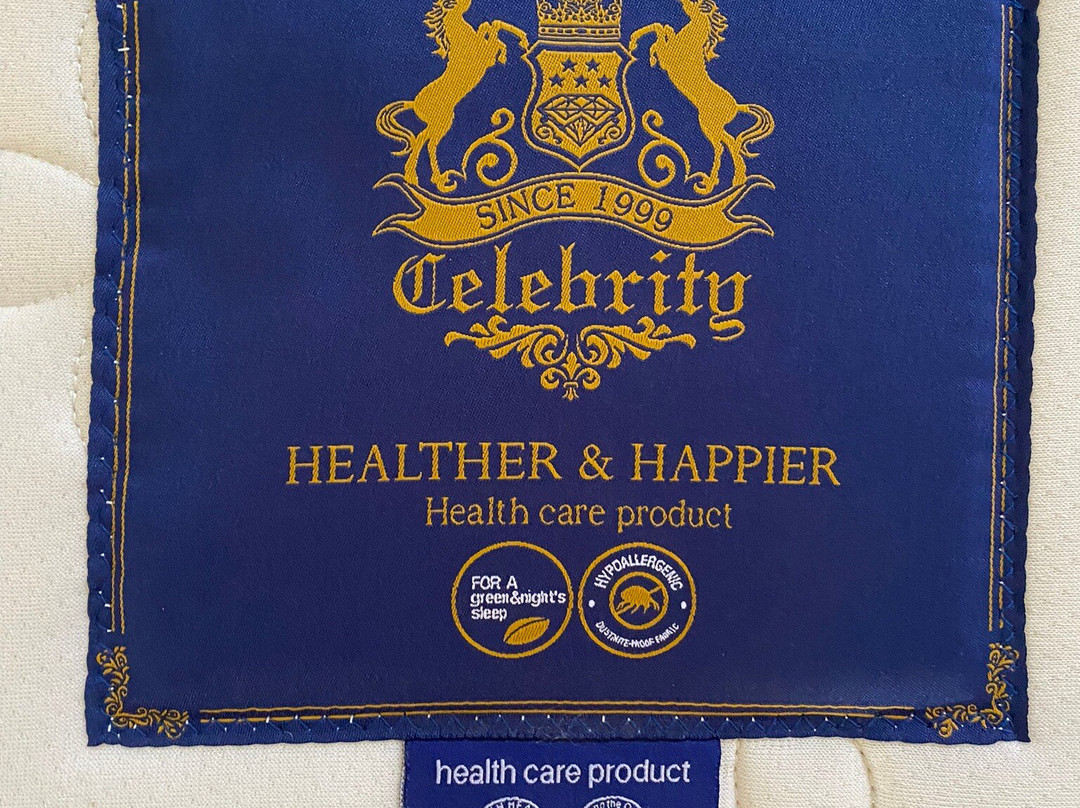 SINCE 1999
Celebrity
HEALTHER & HAPPIER
Health care product
FOR A
green&night's
sleep
HYPOALLERGENIC
DUSTMITE-PROOF FABRIC
health care product